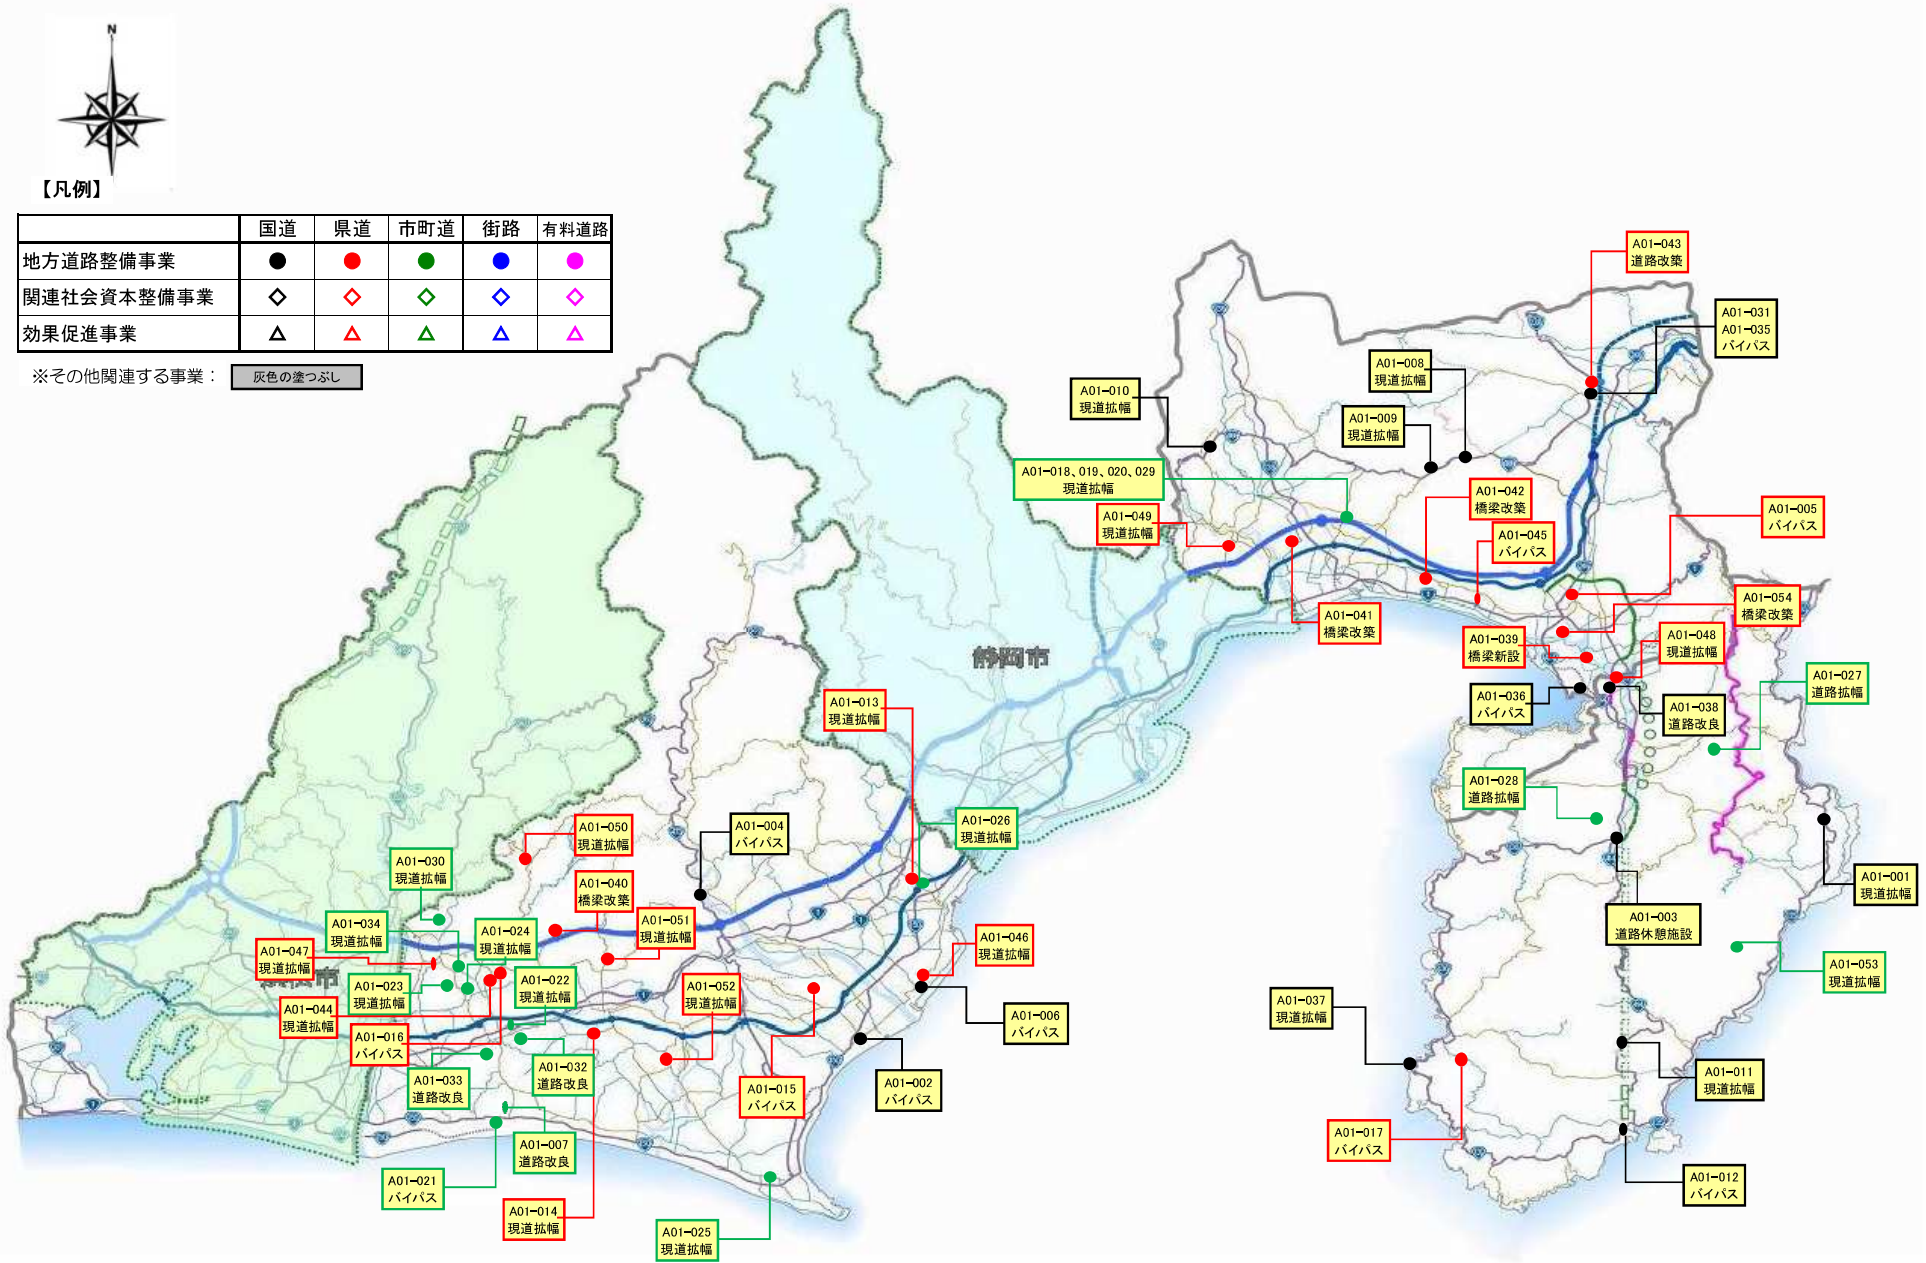 N
【凡例】
国道 県道 市町道 街路 有料道路
地方道路整備事業
関連社会資本整備事業
効果促進事業
※その他関連する事業： 灰色の塗つぶし
A01-043
道路改築
A01-031
A01-035
バイパス
A01-008
現道拡幅
A01-010
現道拡幅
A01-009
現道拡幅
A01-018、019、020、029
現道拡幅
A01-042
橋梁改築
A01-005
バイパス
A01-049
現道拡幅
A01-045
バイパス
A01-054
橋梁改築
A01-041
橋梁改築
A01-039
橋梁新設
A01-048
現道拡幅
静岡市
A01-027
道路拡幅
A01-036
バイパス
A01-013
現道拡幅
A01-038
道路改良
A01-028
道路拡幅
A01-026
現道拡幅
A01-004
バイパス
A01-050
現道拡幅
A01-030
現道拡幅
A01-001
現道拡幅
A01-040
橋梁改築
A01-003
道路休憩施設
A01-034
現道拡幅
A01-024
現道拡幅
A01-051
現道拡幅
A01-047
現道拡幅
A01-046
現道拡幅
市
A01-053
現道拡幅
A01-023
現道拡幅
A01-022
現道拡幅
A01-052
現道拡幅
A01-037
現道拡幅
A01-044
現道拡幅
A01-006
バイパス
A01-016
バイパス
A01-032
道路改良
A01-033
道路改良
A01-015
バイパス
A01-002
バイパス
A01-011
現道拡幅
A01-017
バイパス
A01-007
道路改良
A01-021
バイパス
A01-012
バイパス
A01-014
現道拡幅
A01-025
現道拡幅